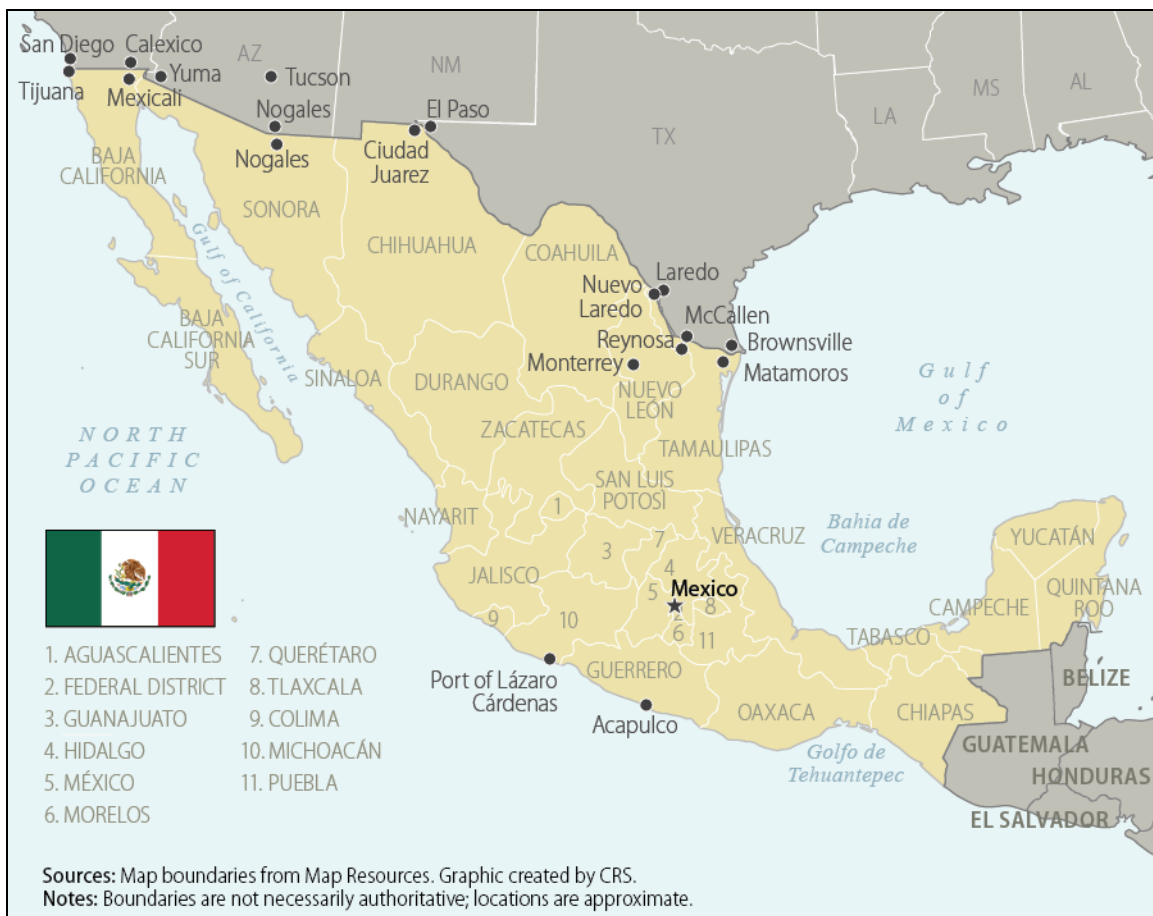 San Diego
Calexico
AZ
NM
MS
AL
Tijuana
Mexicali
Yuma
Tucson
LA
Nogales
El Paso
TX
Nogales
Ciudad
Juarez
BAJA
CALIFORNIA
SONORA
Gulf of California
CHIHUAHUA
COAHUILA
Nuevo
Laredo
Laredo
McCallen
BAJA
CALIFORNIA
SUR
Reynosa
Brownsville
Monterrey
Matamoros
SINALOA
DURANGO
NUEVO
LEÓN
Gulf
of
Mexico
NORTH
PACIFIC
OCEAN
ZACATECAS
TAMAULIPAS
SAN LUIS
POTOSÌ
NAYARIT
1
VERACRUZ
Bahia de
Campeche
YUCATÁN
3
7
4
JALISCO
5
Mexico
QUINTANA
ROO
CAMPECHE
9
10
2
8
6
11
TABASCO
GUERRERO
Port of Lázaro
Cárdenas
Acapulco
OAXACA
CHIAPAS
BELÍZE
Golfo de
Tehuantepec
GUATEMALA
HONDURAS
EL SALVADOR
1. AGUASCALIENTES
2. FEDERAL DISTRICT
3. GUANAJUATO
4. HIDALGO
5. MÉXICO
6. MORELOS
7. QUERÉTARO
8. TLAXCALA
9. COLIMA
10. MICHOACÁN
11. PUEBLA
Sources: Map boundaries from Map Resources. Graphic created by CRS.
Notes: Boundaries are not necessarily authoritative; locations are approximate.